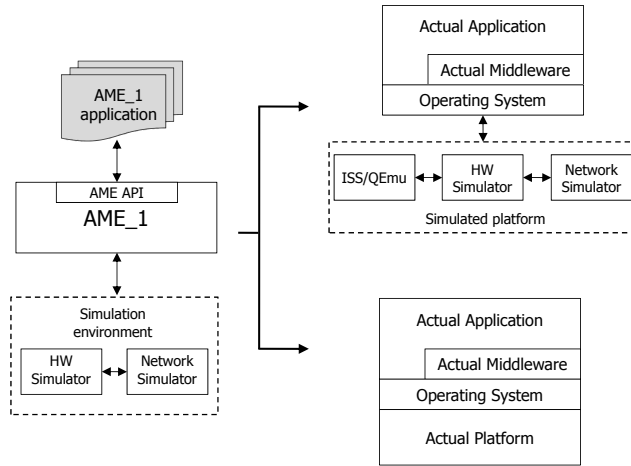 AME_1
application
AME API
AME_1
Simulation
environment
HW
Simulator
Network
Simulator
Actual Application
Actual Middleware
Operating System
ISS/QEmu
HW
Simulator
Network
Simulator
Simulated platform
Actual Application
Actual Middleware
Operating System
Actual Platform